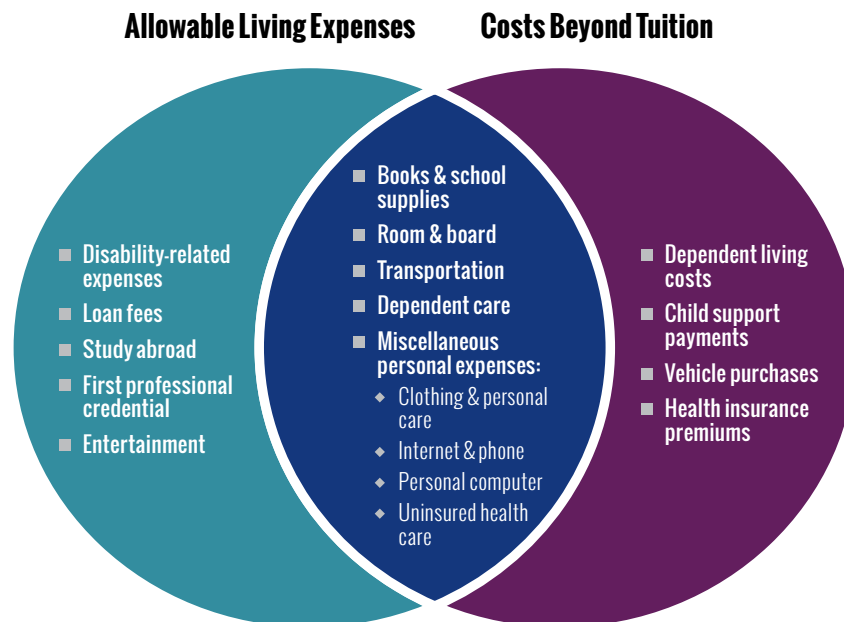 Allowable Living Expenses
Costs Beyond Tuition
Disability-related
expenses
Loan fees
Study abroad
First professional
credential
Entertainment
Books & school
supplies
Room & board
Transportation
Dependent care
Miscellaneous
personal expenses:
Clothing & personal
care
Internet & phone
Personal computer
Uninsured health
care
Dependent living
costs
Child support
payments
Vehicle purchases
Health insurance
premiums